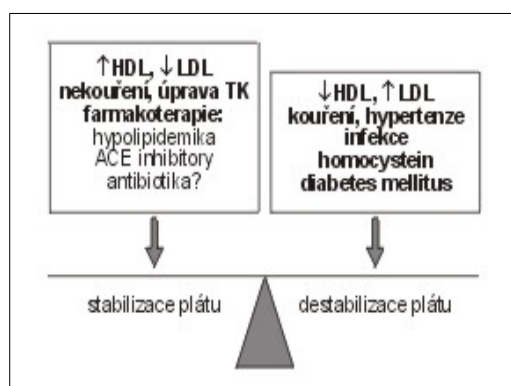 ↑HDL, ↓LDL
nekouření, úprava TK
farmakoterapie:
hypolipidemika
ACE inhibitory
antibiotika?
↓HDL, ↑LDL
kouření, hypertenze
infekce
homocystein
diabetes mellitus
stabilizace plátu
destabilizace plátu